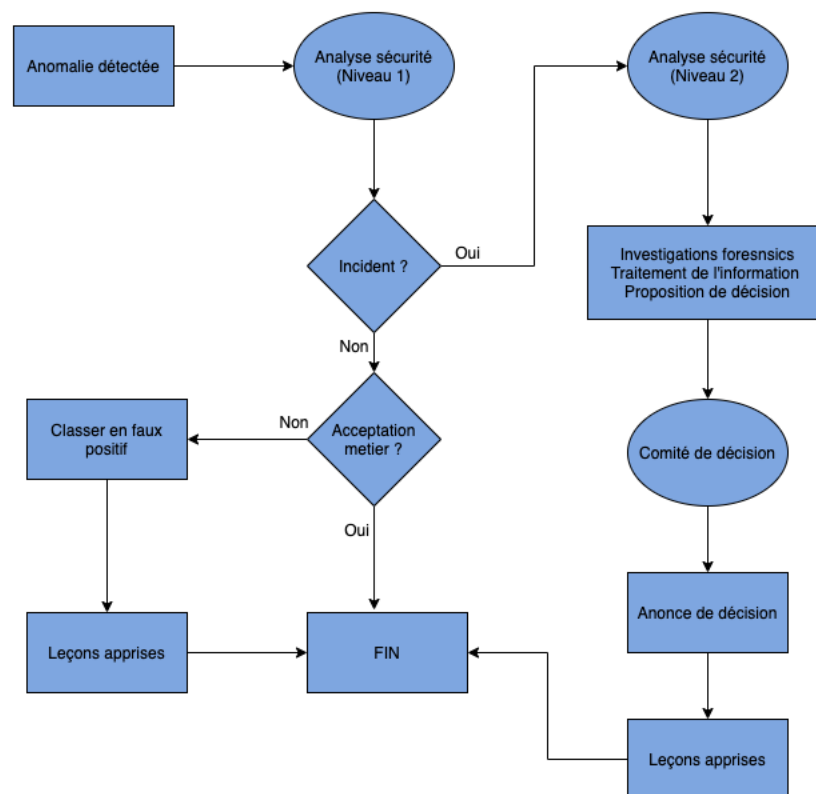 Anomalie détectée
Analyse sécurité
(Niveau 1)
Analyse sécurité
(Niveau 2)
Incident ?
Oui
Investigations foresnsics
Traitement de l'information
Proposition de décision
Non
Classer en faux
positif
Non
Acceptation
metier ?
Comité de décision
Oui
Leçons apprises
FIN
Anonce de décision
Leçons apprises